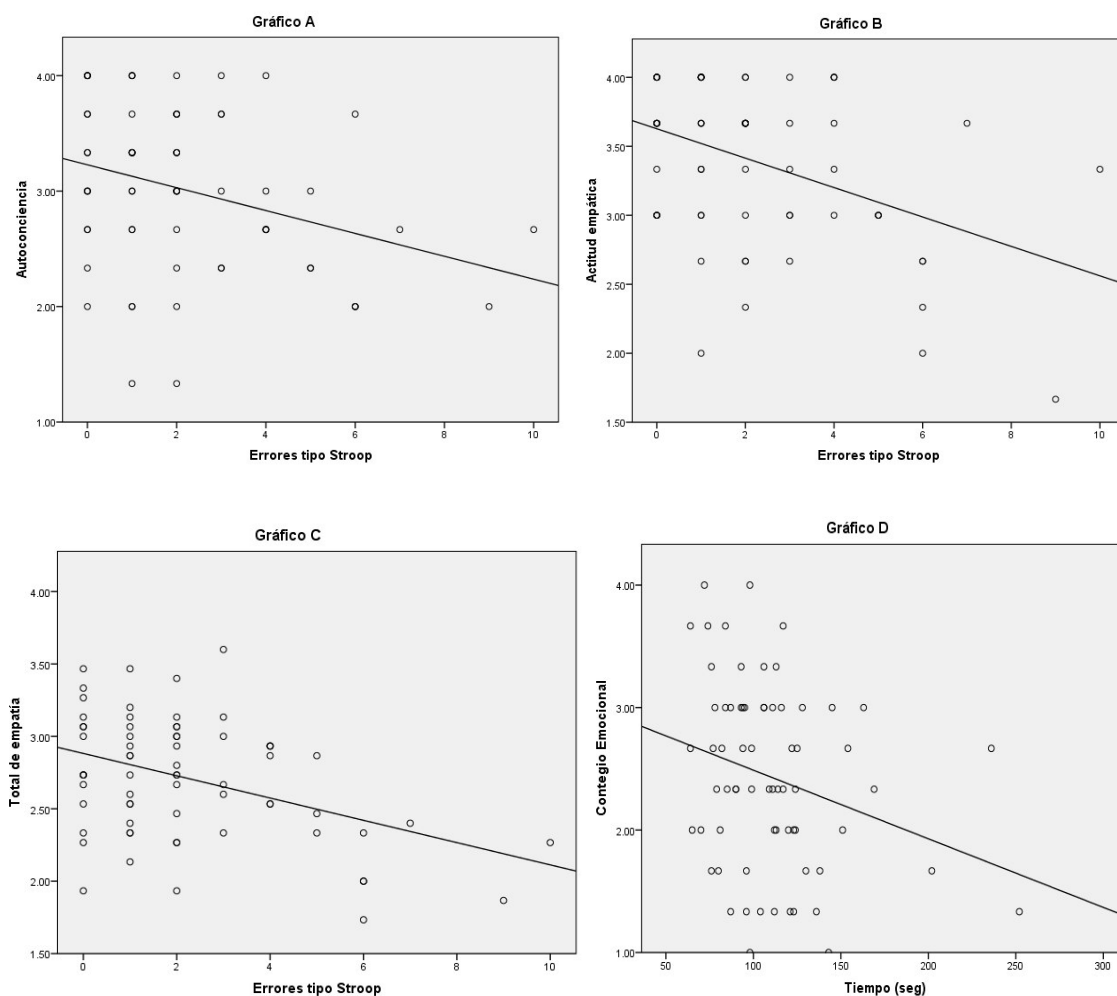 Gráfico A
4.00
3.00
2.00
1.00
Autoconciencia
0 2 4 6 8 10
Errores tipo Stroop
Gráfico B
4.00
3.50
3.00
2.50
2.00
1.50
Actitud empática
0 2 4 6 8 10
Errores tipo Stroop
Gráfico C
4.00
3.50
3.00
2.50
2.00
1.50
Total de empatía
0 2 4 6 8 10
Errores tipo Stroop
Gráfico D
4.00
3.00
2.00
1.00
Contegio Emocional
50 100 150 200 250 300
Tiempo (seg)